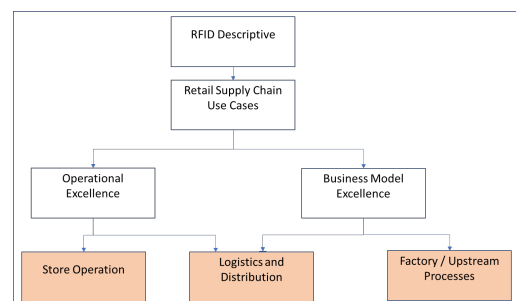 RFID Descriptive
Retail Supply Chain
Use Cases
Operational
Excellence
Business Model
Excellence
Store Operation
Logistics and
Distribution
Factory / Upstream
Processes